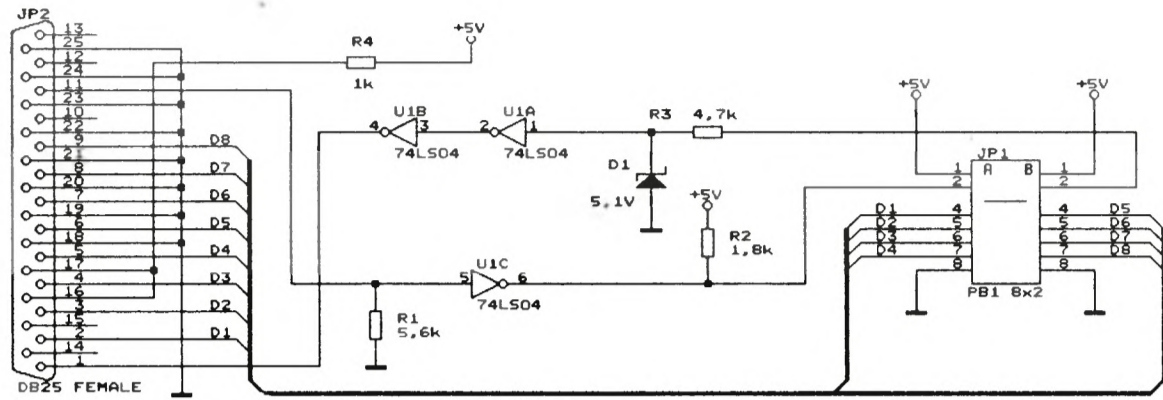 JP2
13
25
12
24
11
23
10
22
9
2
8
20
7
19
6
18
5
17
4
16
3
15
2
14
1
DB25 FEMALE
D8
D7
D6
D5
D4
D3
D2
D1
R4
1k
+5V
U1B
4
3
74LS04
U1A
2
1
74LS04
R3
4,7k
D1
5,1V
+5V
R2
1,8k
U1C
5
6
74LS04
R1
5,6k
+5V
+5V
JP1
A
B
1
2
4
5
6
7
8
1
2
4
5
6
7
8
D1
D2
D3
D4
D5
D6
D7
D8
PB1 8x2